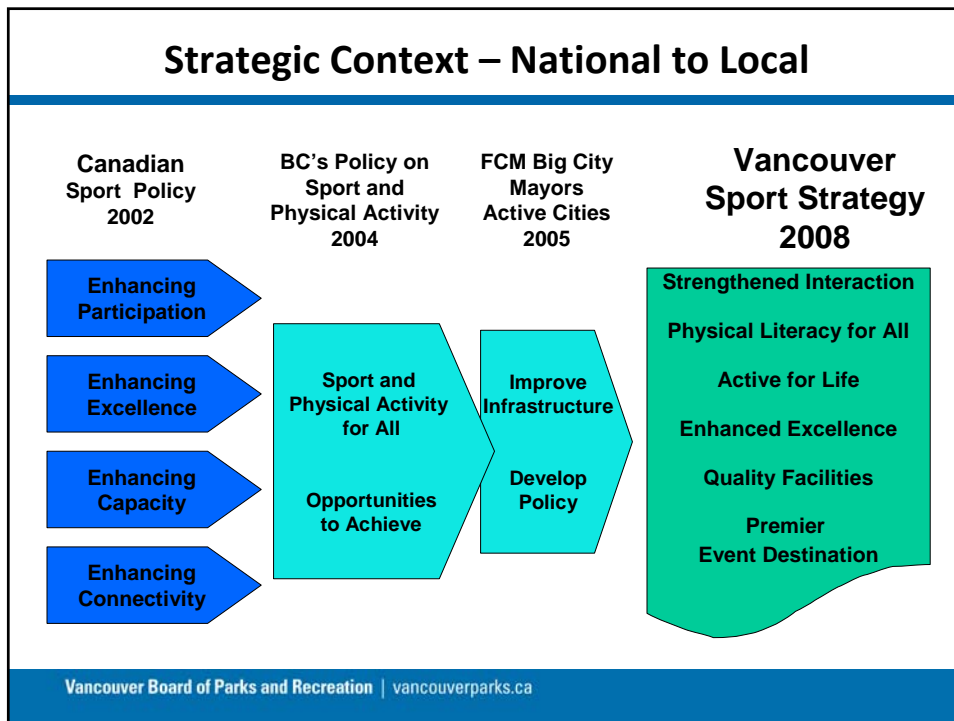 Strategic Context – National to Local
Canadian
Sport Policy
2002
Enhancing
Participation
Enhancing
Excellence
Enhancing
Capacity
Enhancing
Connectivity
BC's Policy on
Sport and
Physical Activity
2004
Sport and
Physical Activity
for All
Opportunities
to Achieve
FCM Big City
Mayors
Active Cities
2005
Improve
Infrastructure
Develop
Policy
Vancouver
Sport Strategy
2008
Strengthened Interaction
Physical Literacy for All
Active for Life
Enhanced Excellence
Quality Facilities
Premier
Event Destination
Vancouver Board of Parks and Recreation | vancouverparks.ca